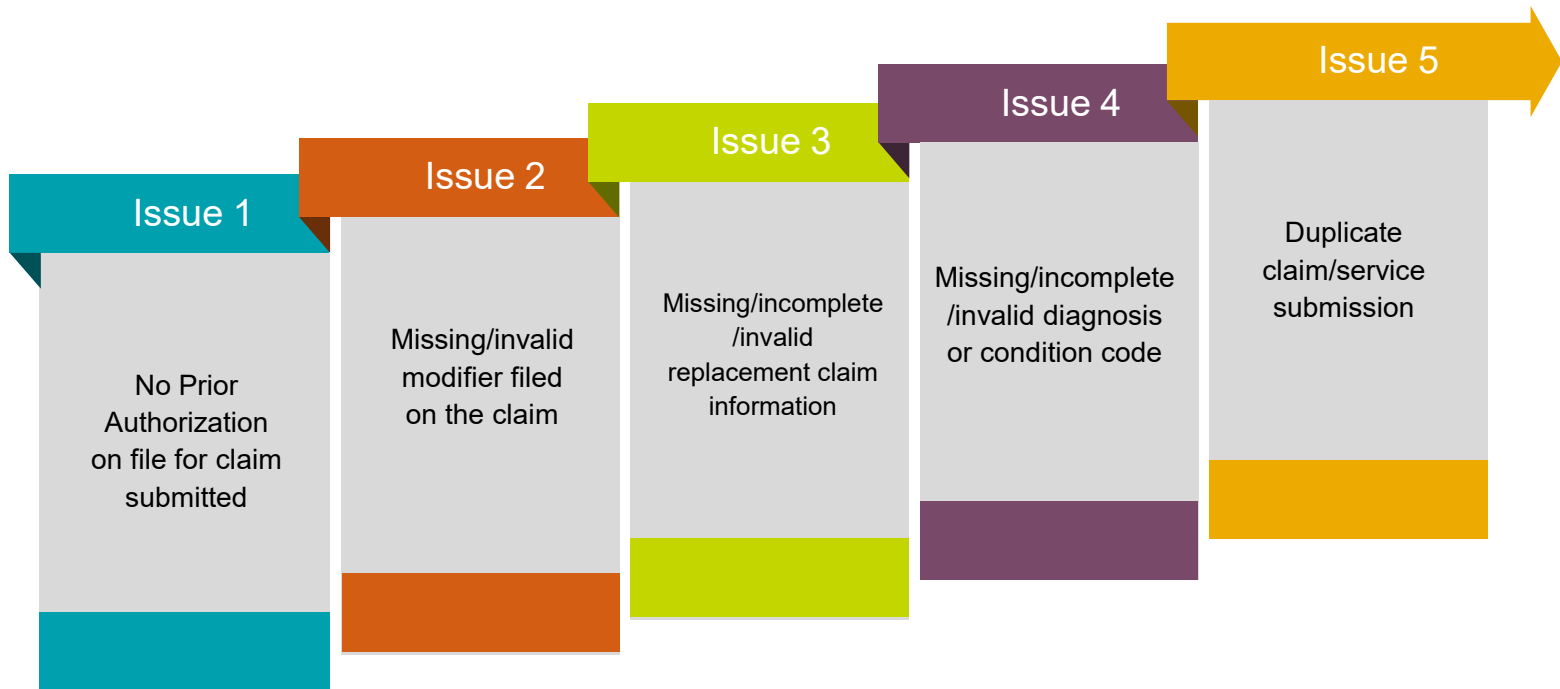 Issue 1
No Prior
Authorization
on file for claim
submitted
Issue 2
Missing/invalid
modifier filed
on the claim
Issue 3
Missing/incomplete
/invalid
replacement claim
information
Issue 4
Missing/incomplete
/invalid diagnosis
or condition code
Issue 5
Duplicate
claim/service
submission